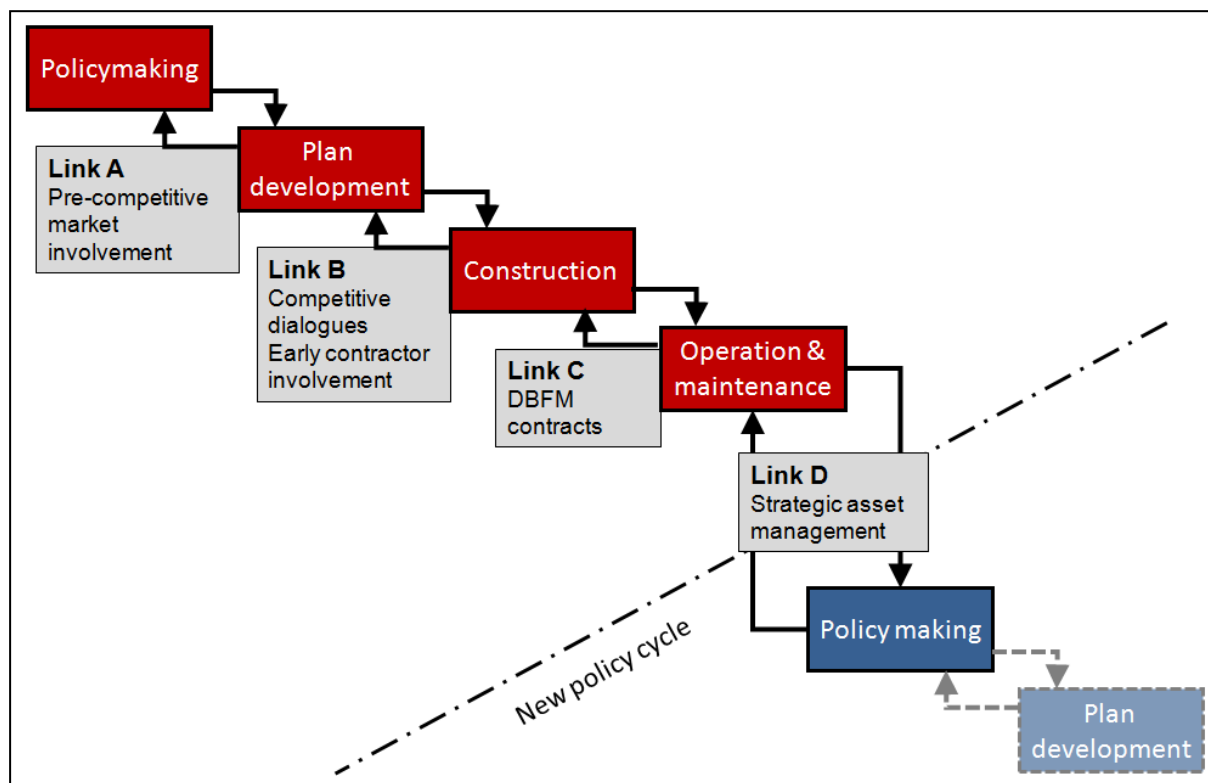 Policymaking
Link A
Pre-competitive
market
involvement
Plan
development
Link B
Competitive
dialogues
Early contractor
involvement
Construction
Link C
DBFM
contracts
Operation &
maintenance
Link D
Strategic asset
management
New policy cycle
Policy making
Plan
development